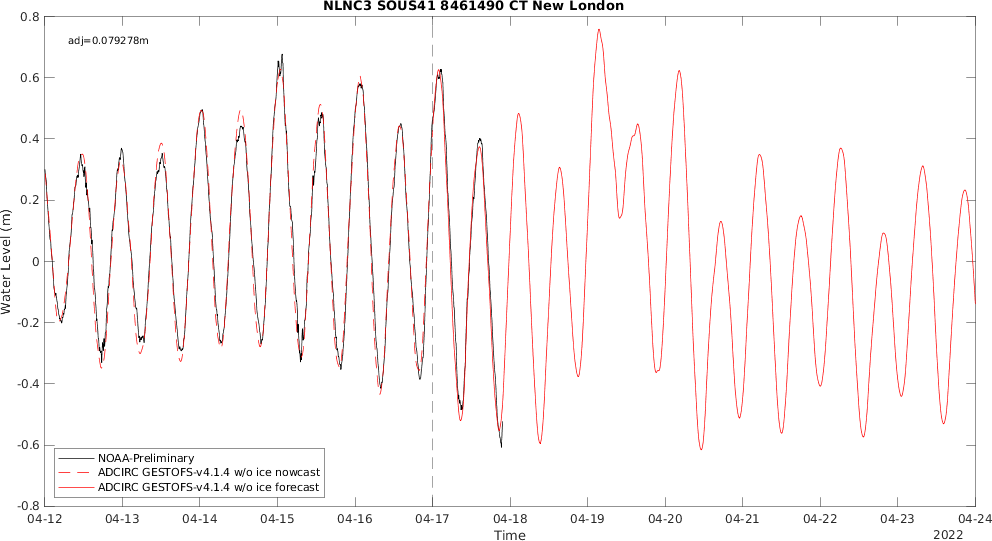 NLNC3 SOUS41 8461490 CT New London
adj=0.079278m
Water Level (m)
0.8
0.6
0.4
0.2
0
-0.2
-0.4
-0.6
-0.8
NOAA-Preliminary
ADCIRC GESTOFS-v4.1.4 w/o ice nowcast
ADCIRC GESTOFS-v4.1.4 w/o ice forecast
04-12 04-13 04-14 04-15 04-16 04-17 04-18 04-19 04-20 04-21 04-22 04-23 04-24
Time
2022